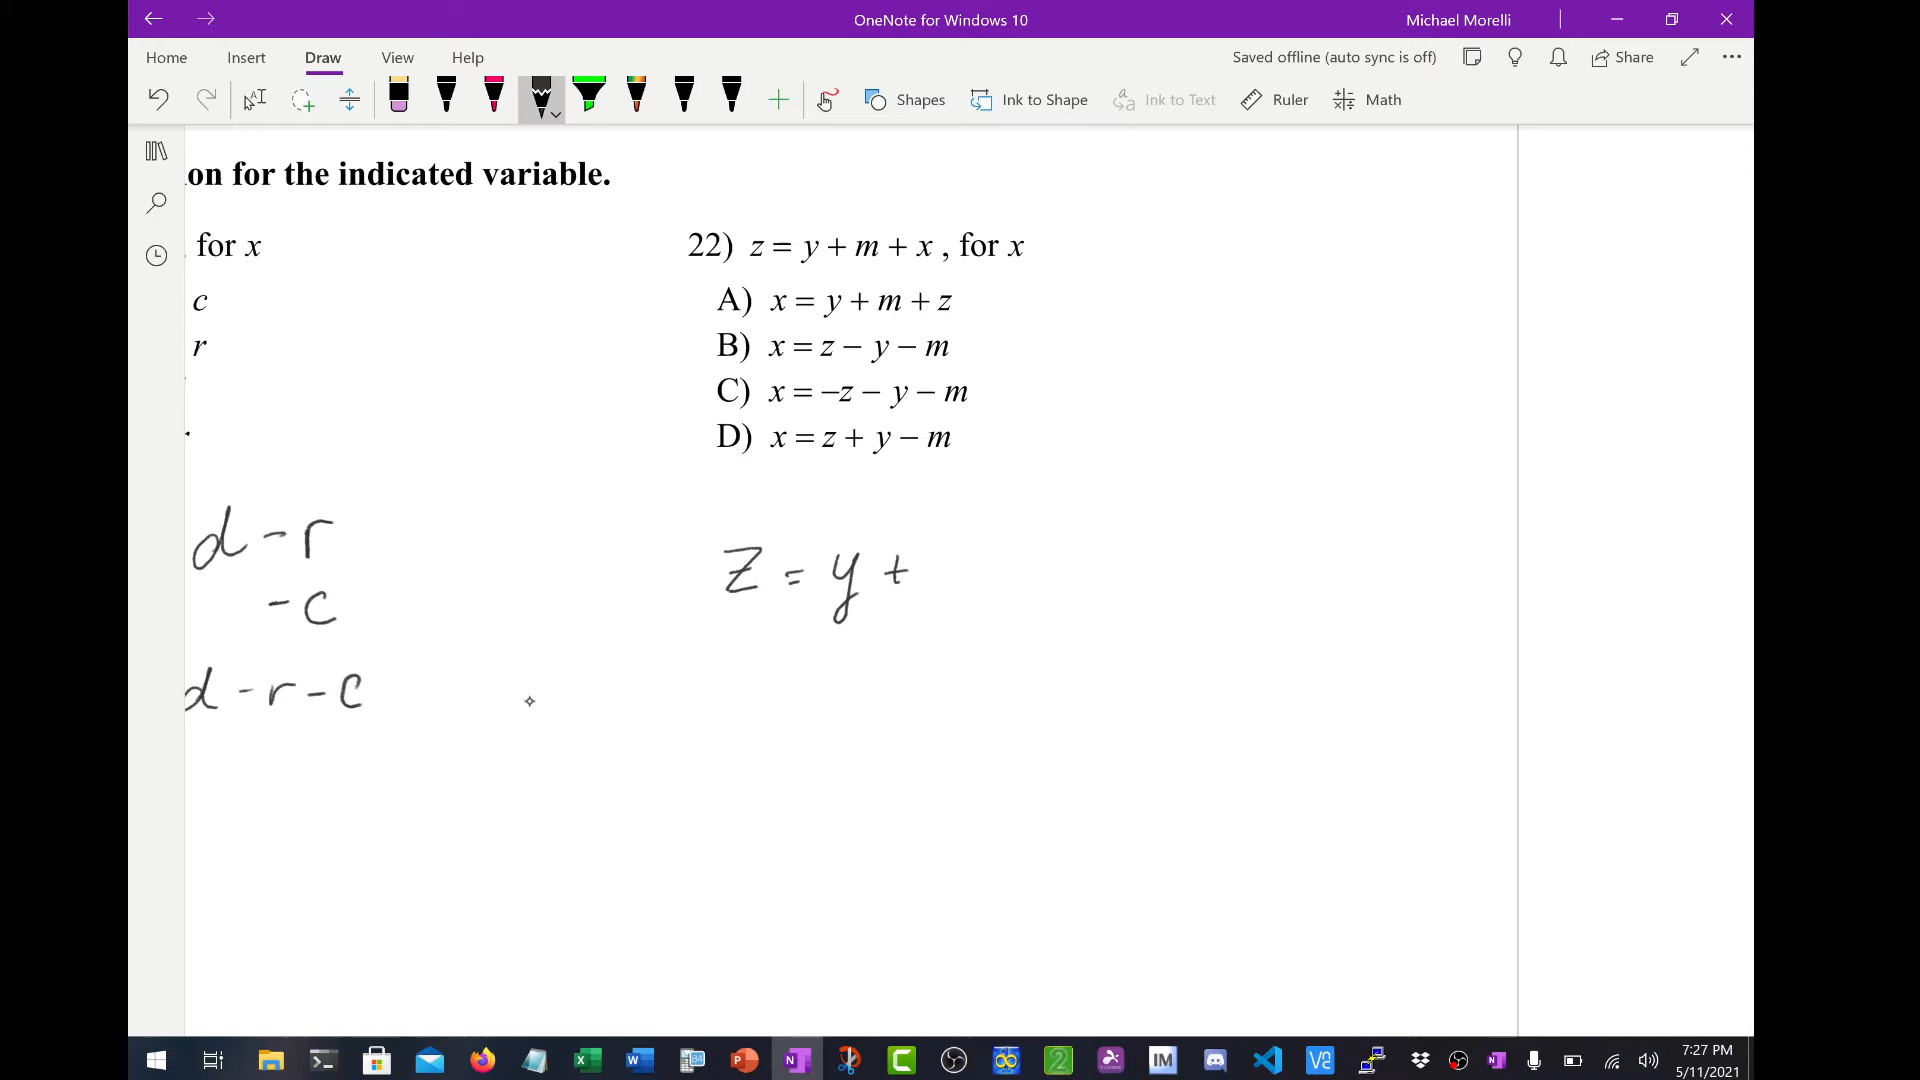 OneNote for Windows 10
Michael Morelli
Home Insert Draw View Help
Saved offline (auto sync is off)
Share
Shapes
Ink to Shape
Ink to Text
Ruler
Math
on for the indicated variable.
for x
c
r
22) z = y + m + x , for x
A) x = y + m + z
B) x = z − y − m
C) x = −z − y − m
D) x = z + y − m
d - r
- c
d - r - c
z = y +
7:27 PM
5/11/2021